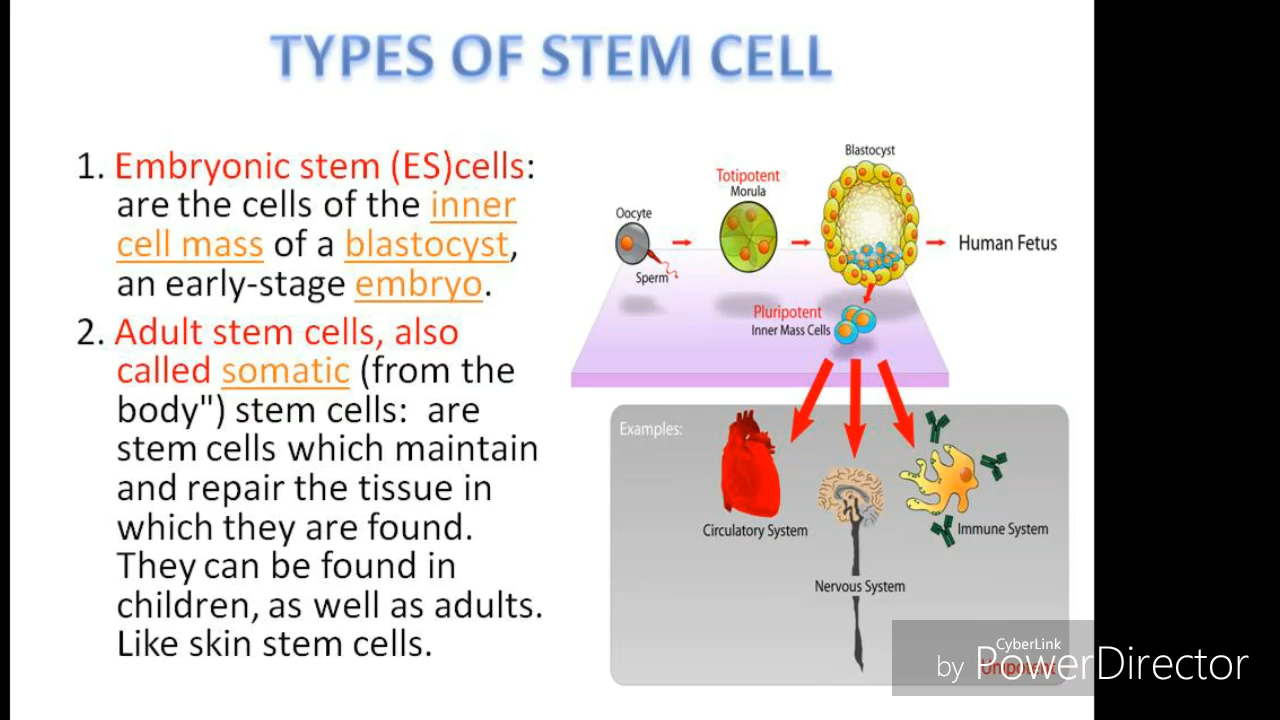 TYPES OF STEM CELL
1. Embryonic stem (ES)cells:
are the cells of the inner
cell mass of a blastocyst,
an early-stage embryo.
2. Adult stem cells, also
called somatic (from the
body") stem cells:  are
stem cells which maintain
and repair the tissue in
which they are found.
They can be found in
children, as well as adults.
Like skin stem cells.
Blastocyst
Totipotent
Morula
Oocyte
Human Fetus
Sperm
Pluripotent
Inner Mass Cells
Examples:
Circulatory System
Immune System
Nervous System
Unipotent
CyberLink
by PowerDirector